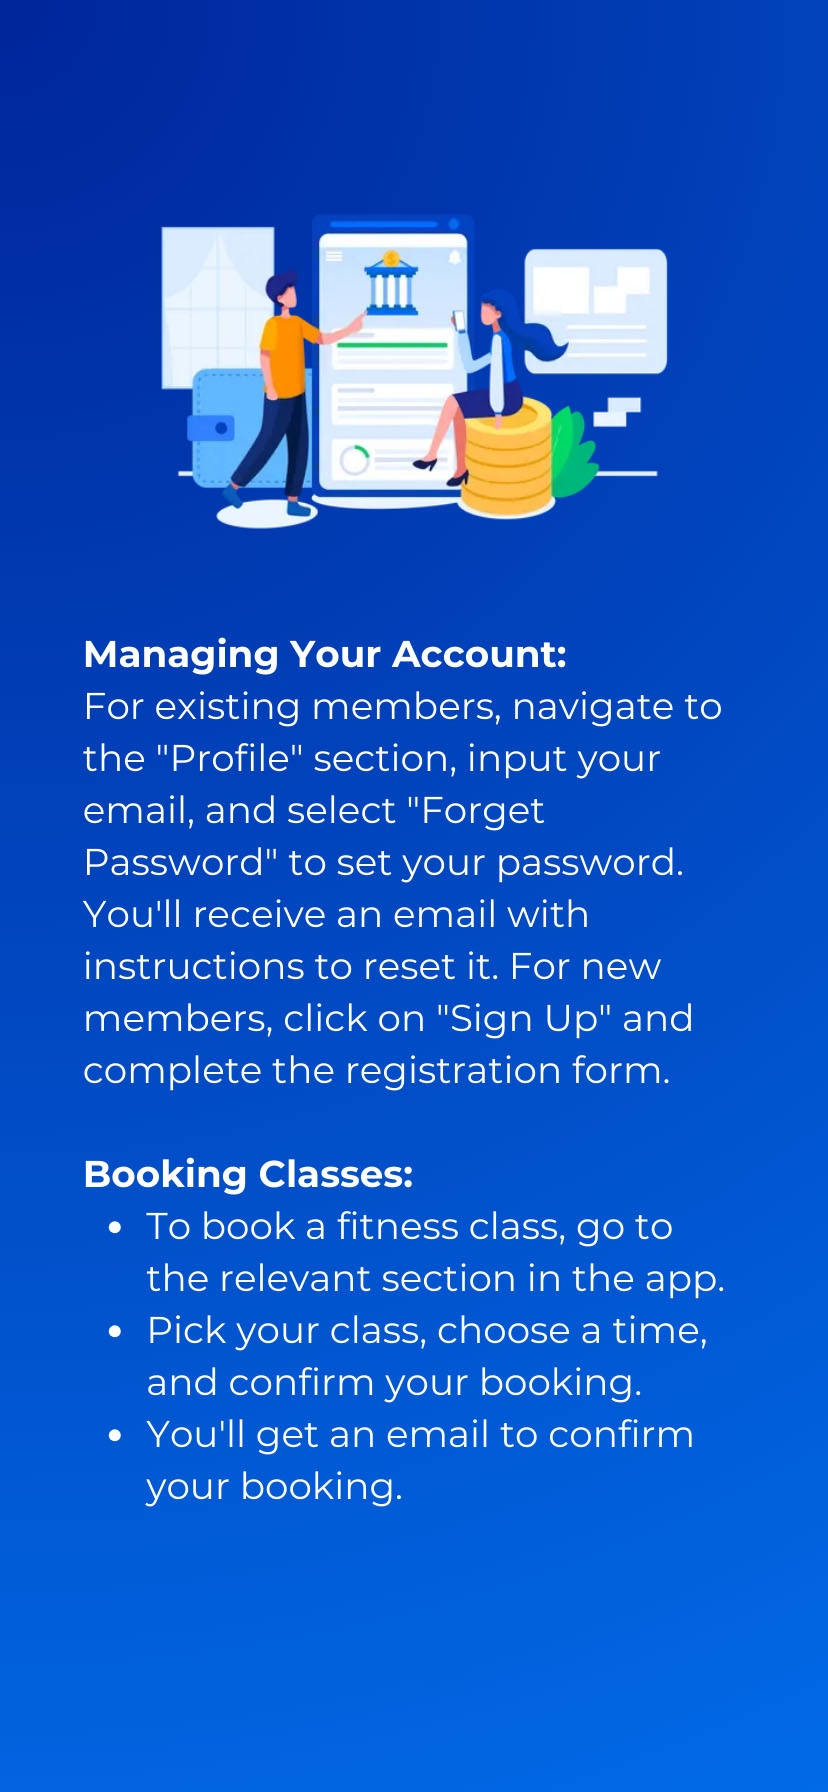 Managing Your Account:
For existing members, navigate to
the "Profile" section, input your
email, and select "Forget
Password" to set your password.
You'll receive an email with
instructions to reset it. For new
members, click on "Sign Up" and
complete the registration form.
Booking Classes:
• To book a fitness class, go to
the relevant section in the app.
• Pick your class, choose a time,
and confirm your booking.
• You'll get an email to confirm
your booking.